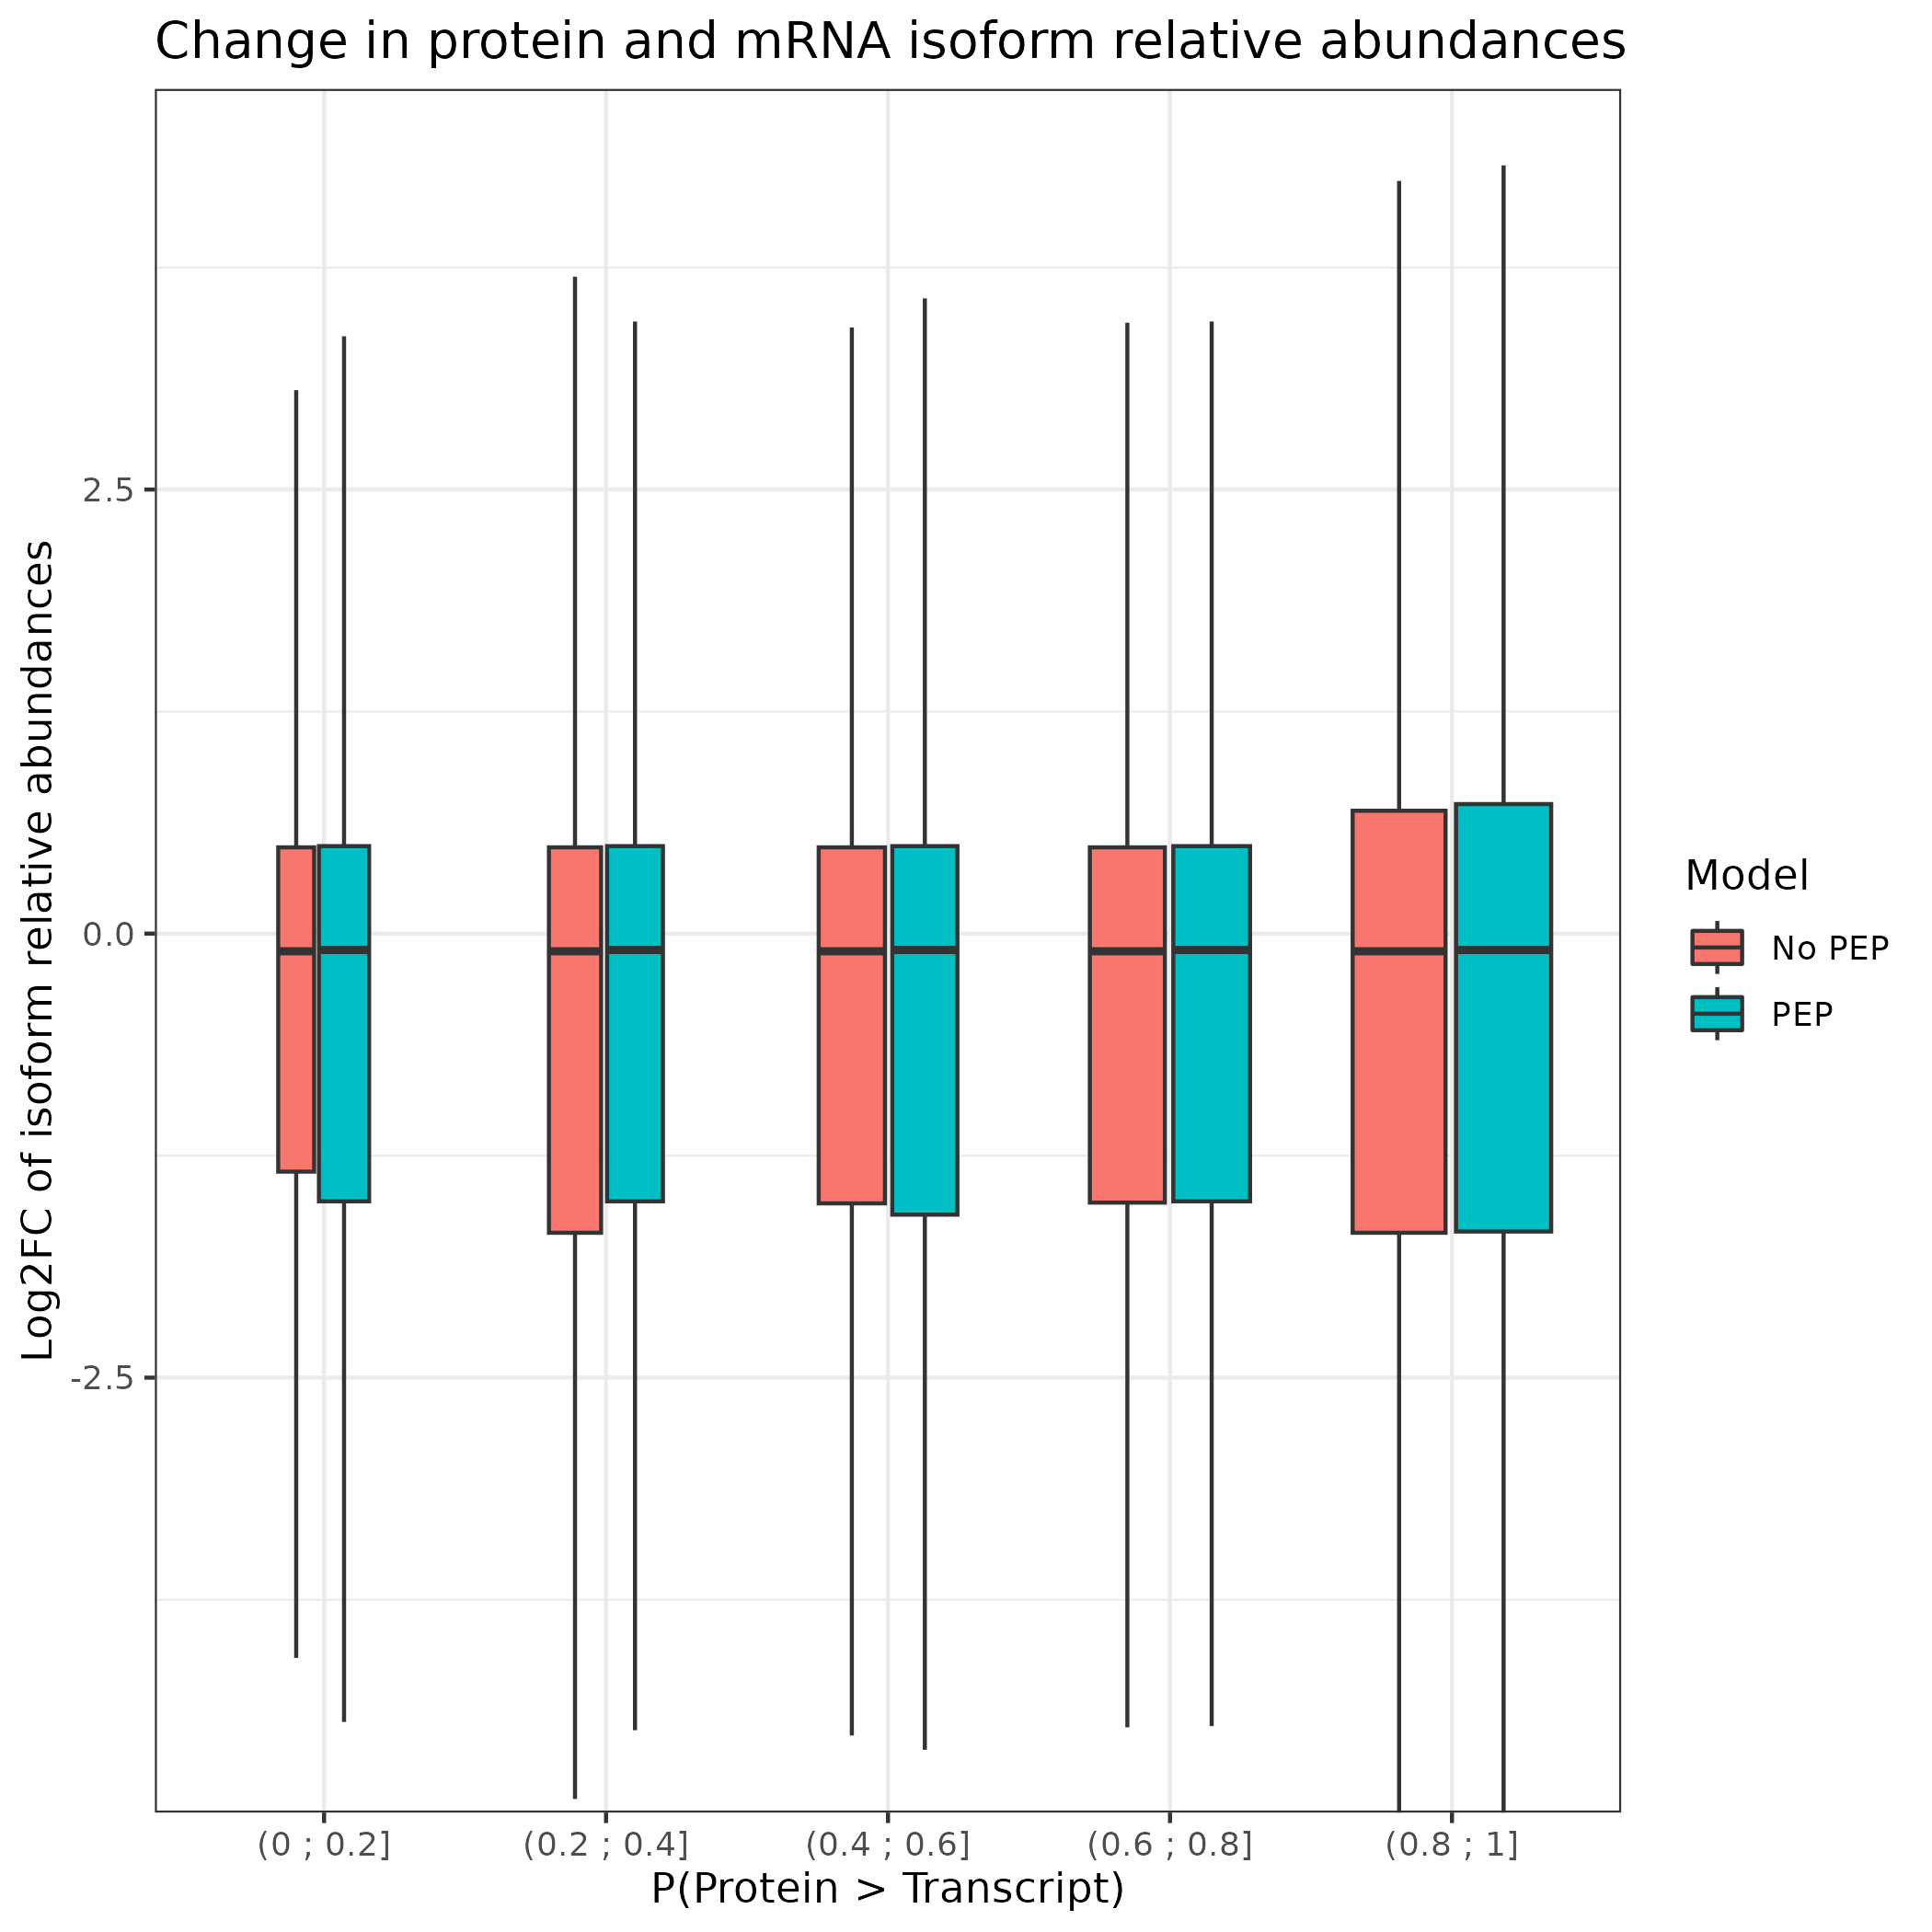 Change in protein and mRNA isoform relative abundances
Log2FC of isoform relative abundances
2.5
0.0
-2.5
(0 ; 0.2]
(0.2 ; 0.4]
(0.4 ; 0.6]
(0.6 ; 0.8]
(0.8 ; 1]
P(Protein > Transcript)
Model
No PEP
PEP